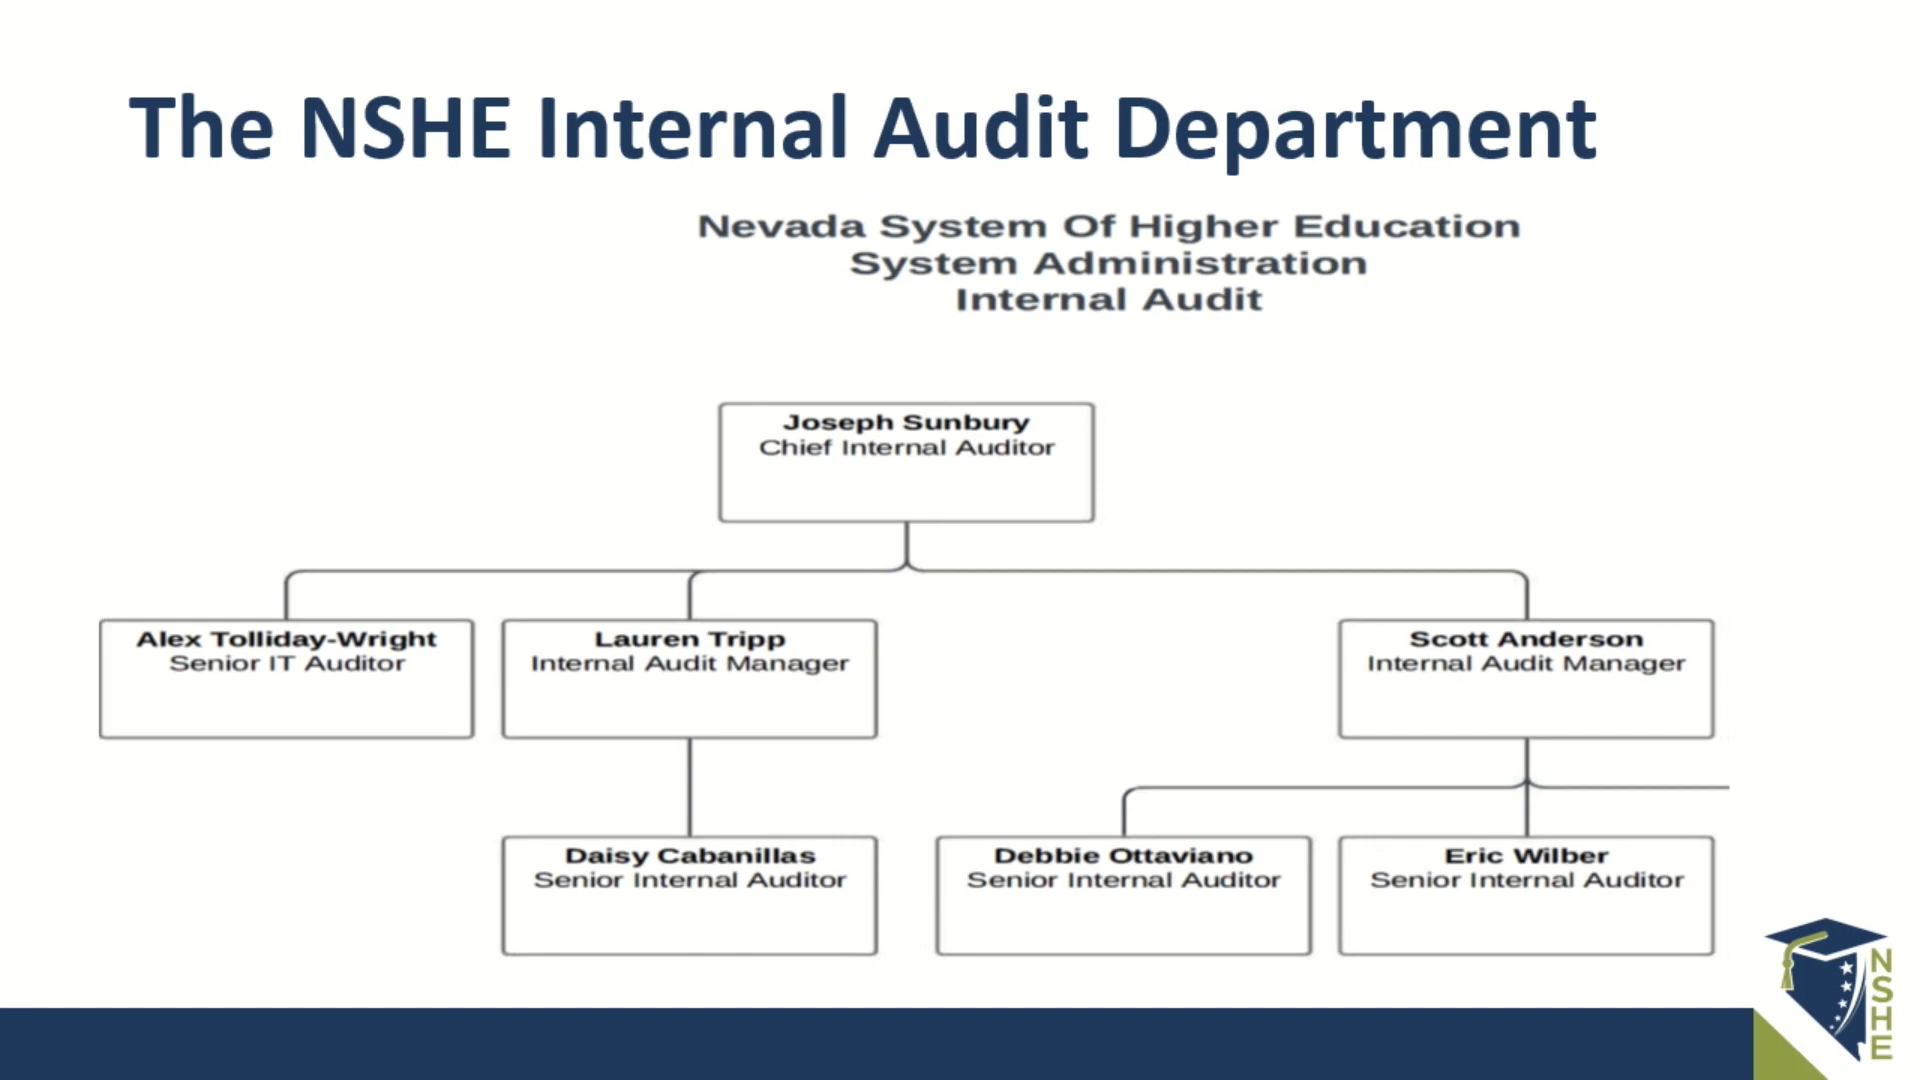 The NSHE Internal Audit Department
Nevada System Of Higher Education
System Administration
Internal Audit
Joseph Sunbury
Chief Internal Auditor
Alex Tolliday-Wright
Senior IT Auditor
Lauren Tripp
Internal Audit Manager
Scott Anderson
Internal Audit Manager
Daisy Cabanillas
Senior Internal Auditor
Debbie Ottaviano
Senior Internal Auditor
Eric Wilber
Senior Internal Auditor
NSHE